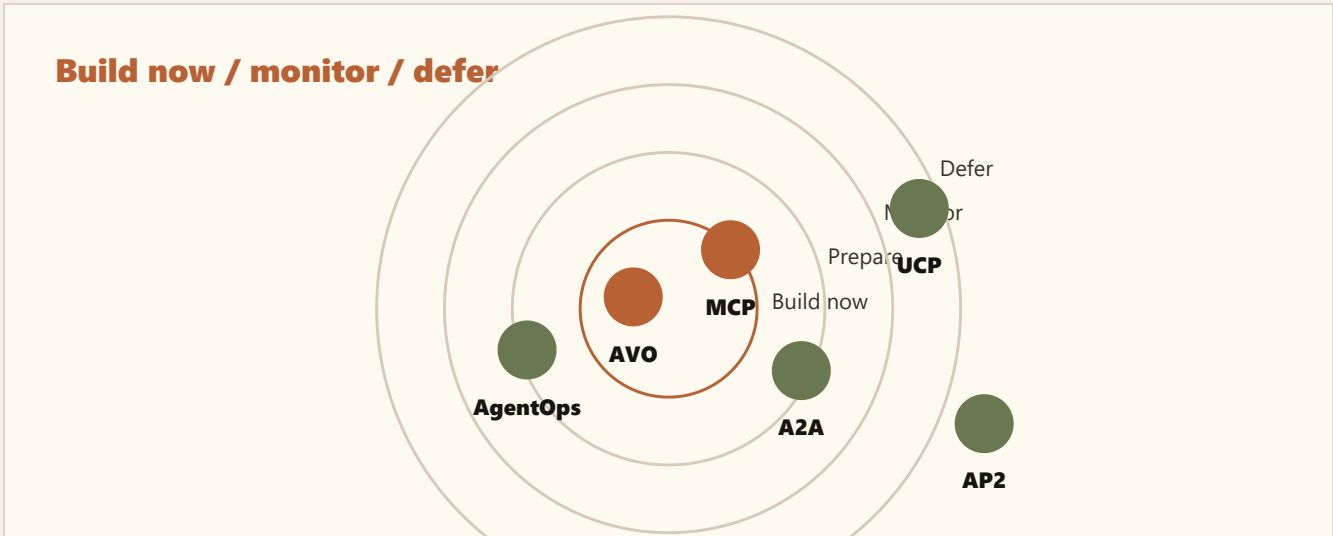 Build now / monitor / defer
Defer
Prepare
UCP
MCP
Build now
AVO
AgentOps
A2A
AP2